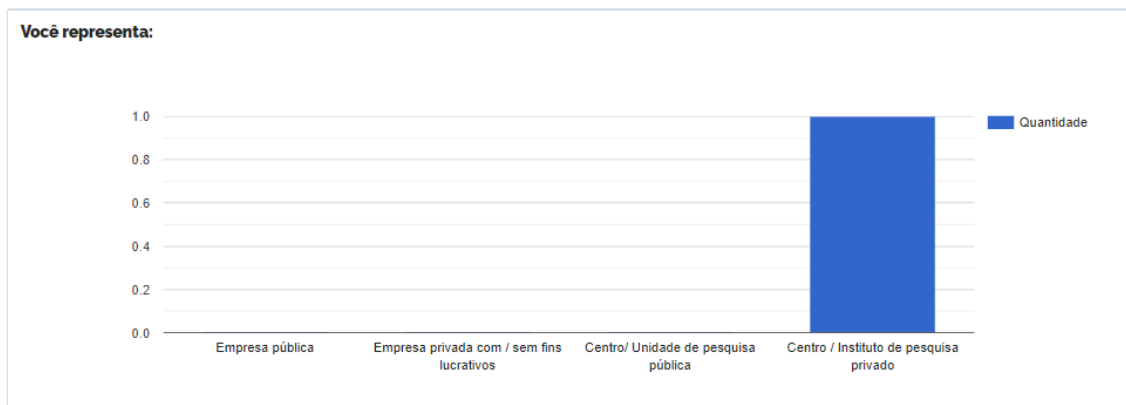 Você representa:
1.0
Quantidade
0.8
0.6
0.4
0.2
0.0
Empresa pública
Empresa privada com / sem fins
lucrativos
Centro/ Unidade de pesquisa
pública
Centro / Instituto de pesquisa
privado